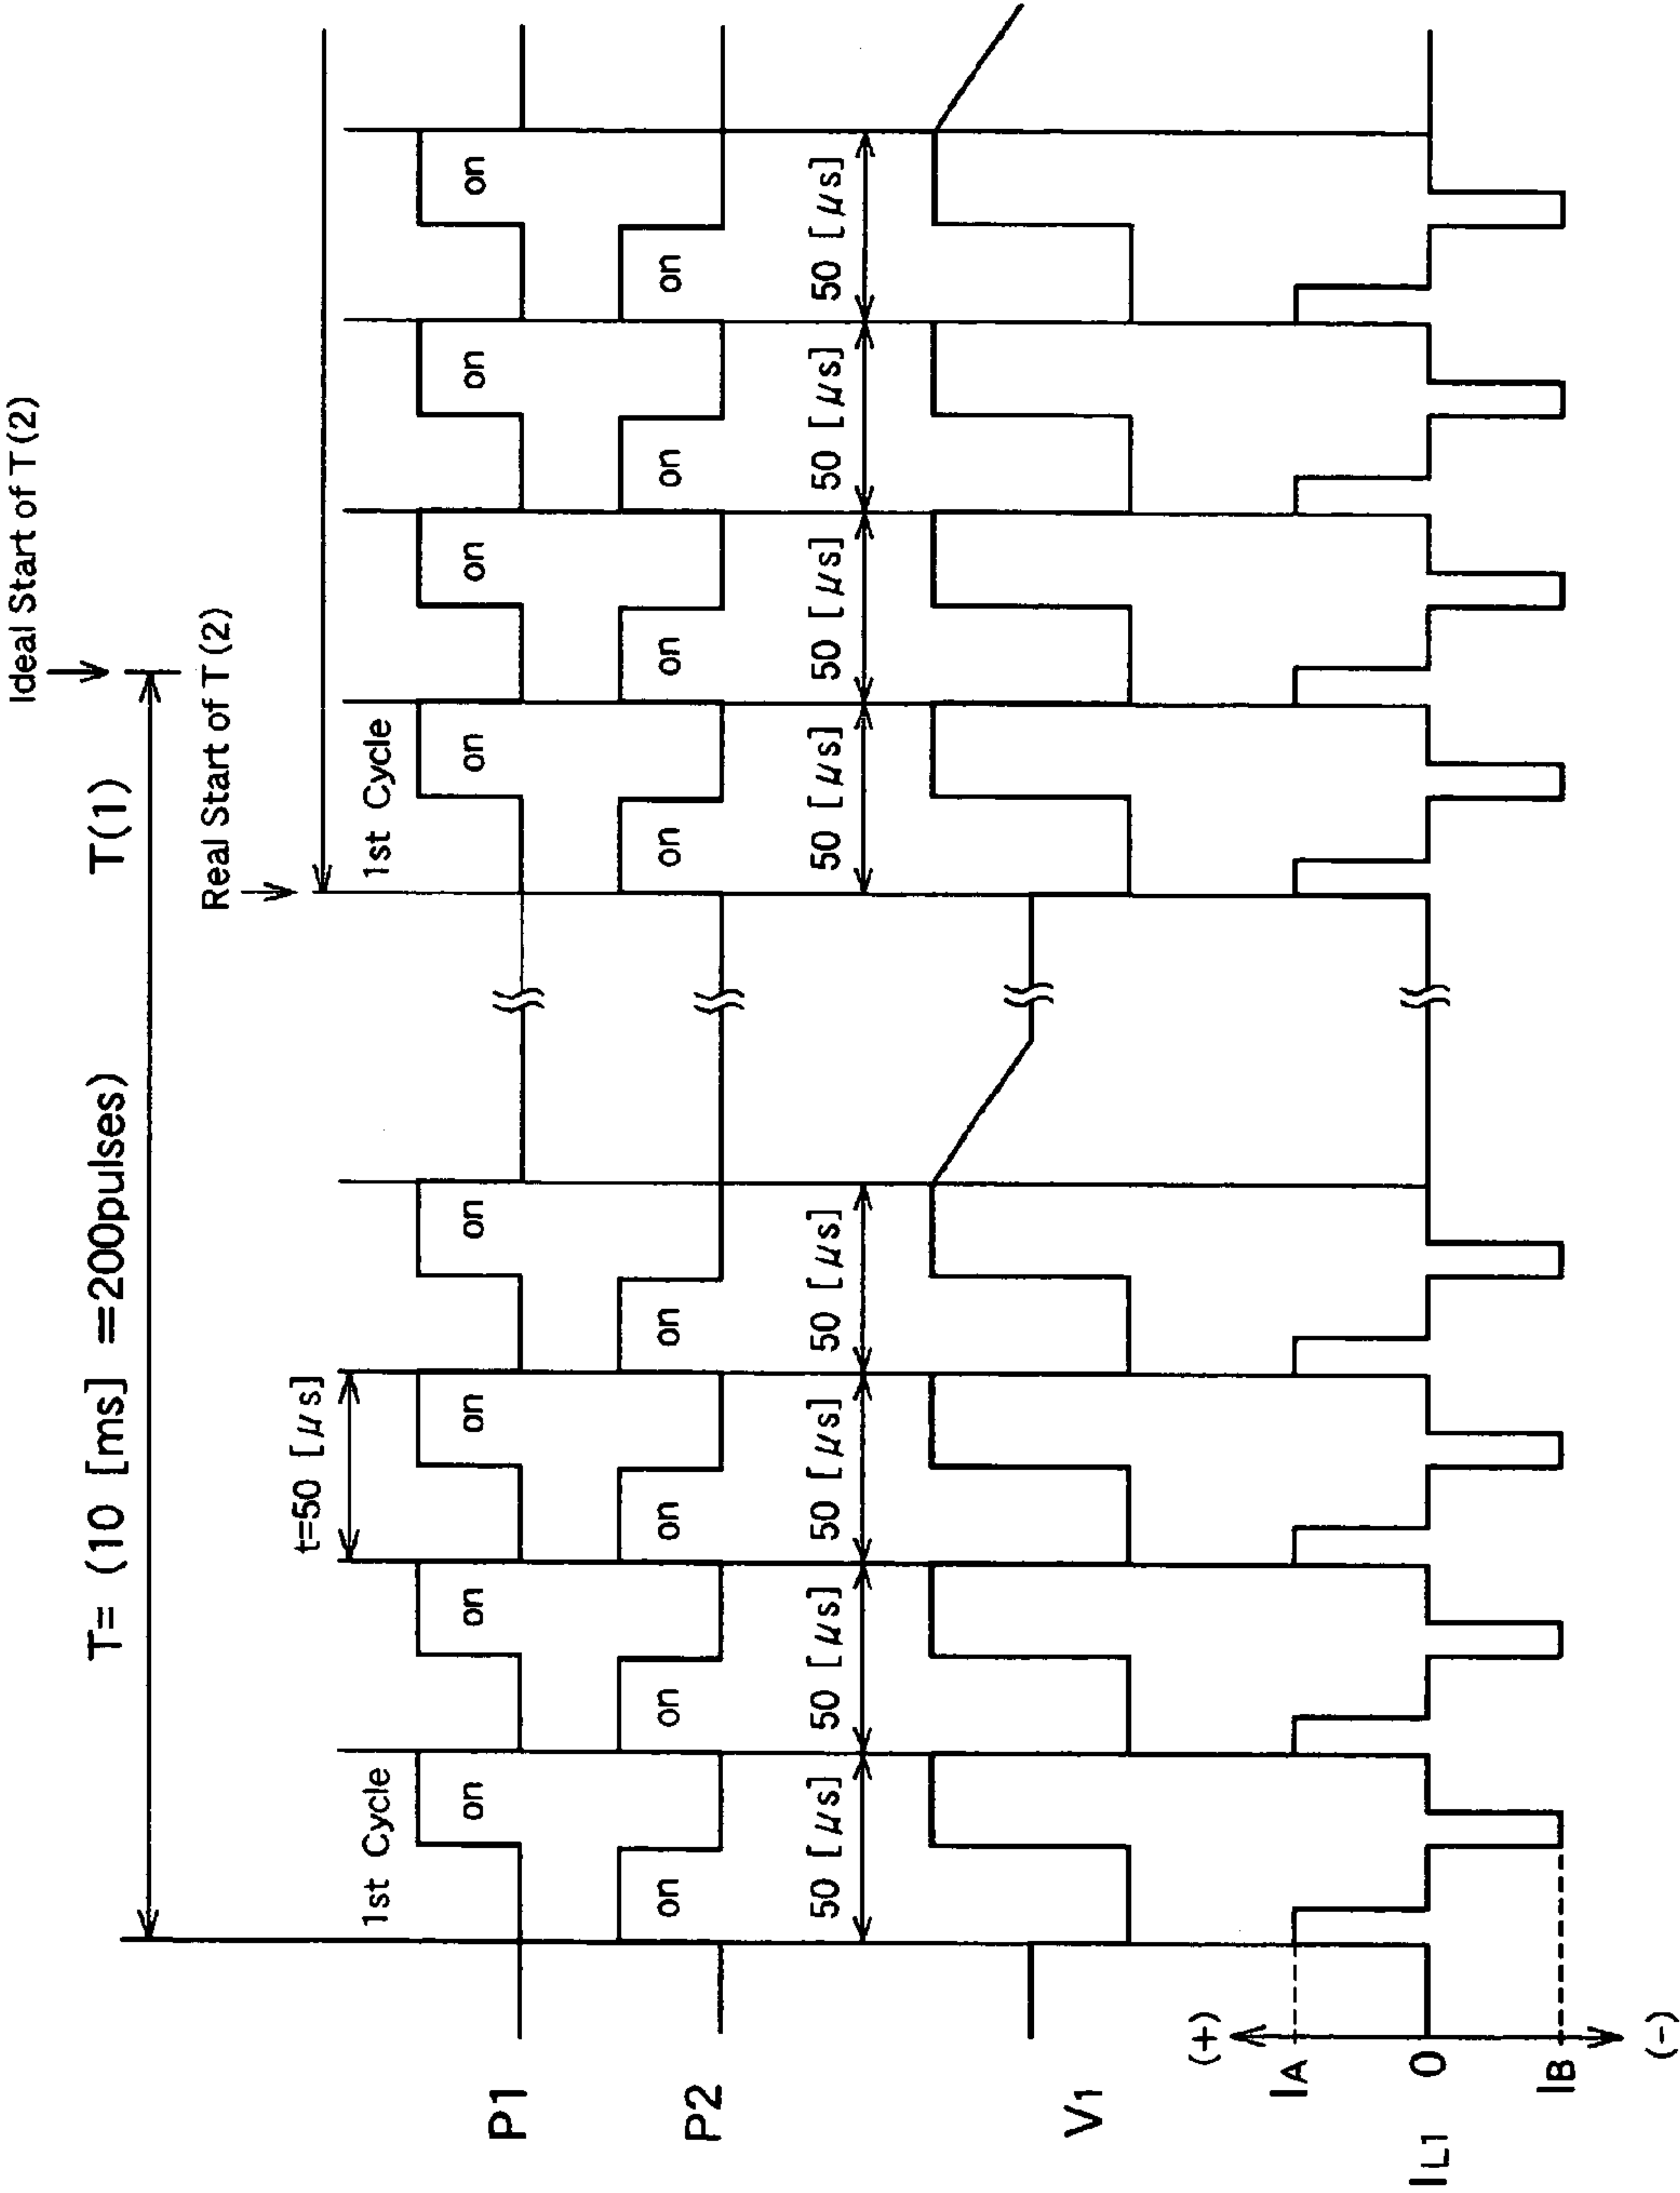 Ideal Start of T(2)
T= (10 [ms] =200pulses)
T(1)
Real Start of T(2)
t=50 [μs]
1st Cycle
1st Cycle
P1
on
on
on
on
on
on
on
on
P2
on
on
on
on
on
on
on
on
50 [μs]
50 [μs]
50 [μs]
50 [μs]
50 [μs]
50 [μs]
50 [μs]
50 [μs]
V1
(+)
IA
IL1
0
IB
(-)